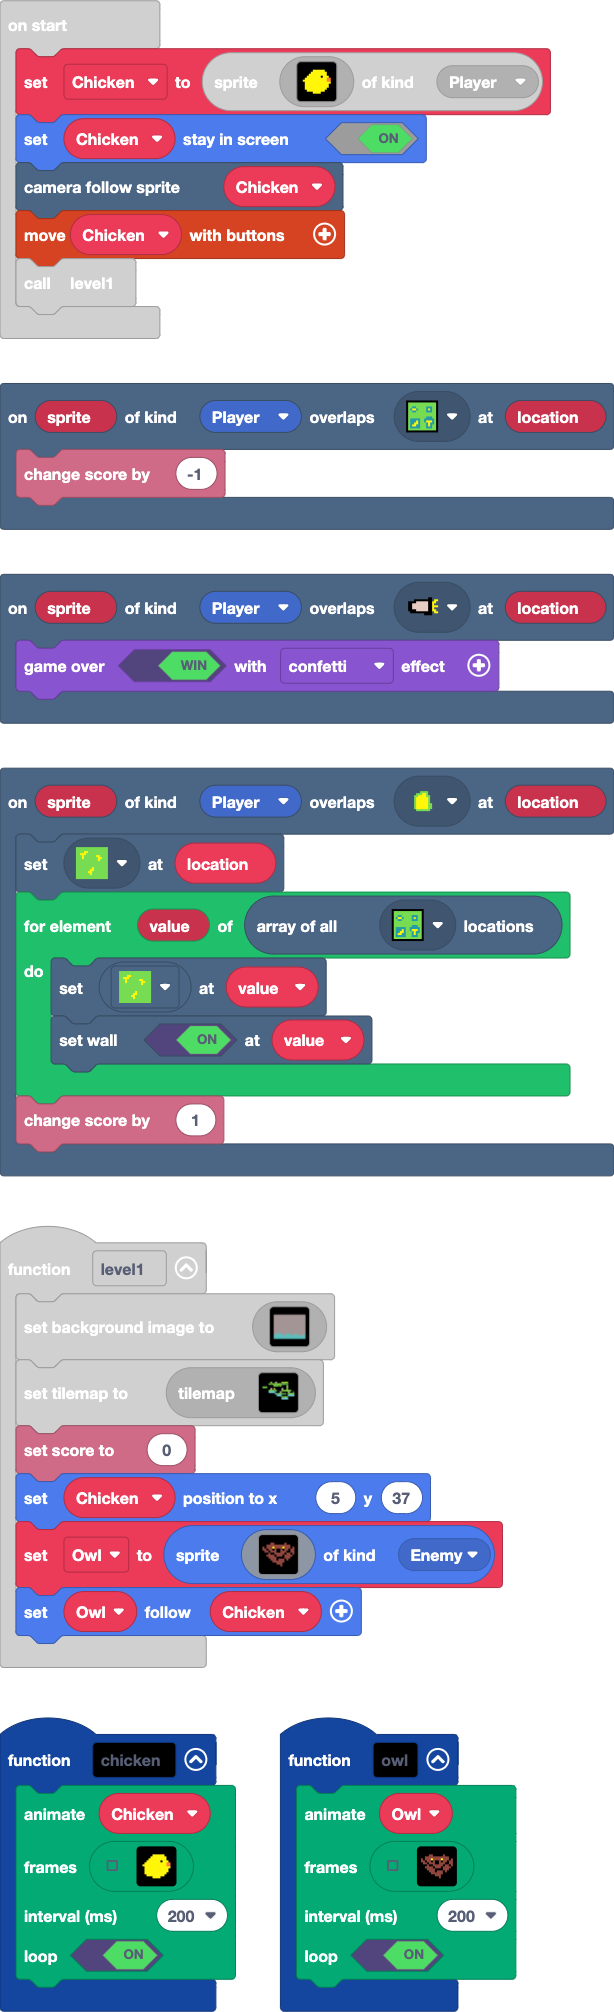 on start
set Chicken to sprite of kind Player
set Chicken stay in screen ON
camera follow sprite Chicken
move Chicken with buttons
call level1
on sprite of kind Player overlaps at location
change score by -1
on sprite of kind Player overlaps at location
game over WIN with confetti effect
on sprite of kind Player overlaps at location
set at location
for element value of array of all locations
do
set at value
set wall ON at value
change score by 1
function level1
set background image to
set tilemap to tilemap
set score to 0
set Chicken position to x 5 y 37
set Owl to sprite of kind Enemy
set Owl follow Chicken
function chicken
animate Chicken
frames
interval (ms) 200
loop ON
function owl
animate Owl
frames
interval (ms) 200
loop ON